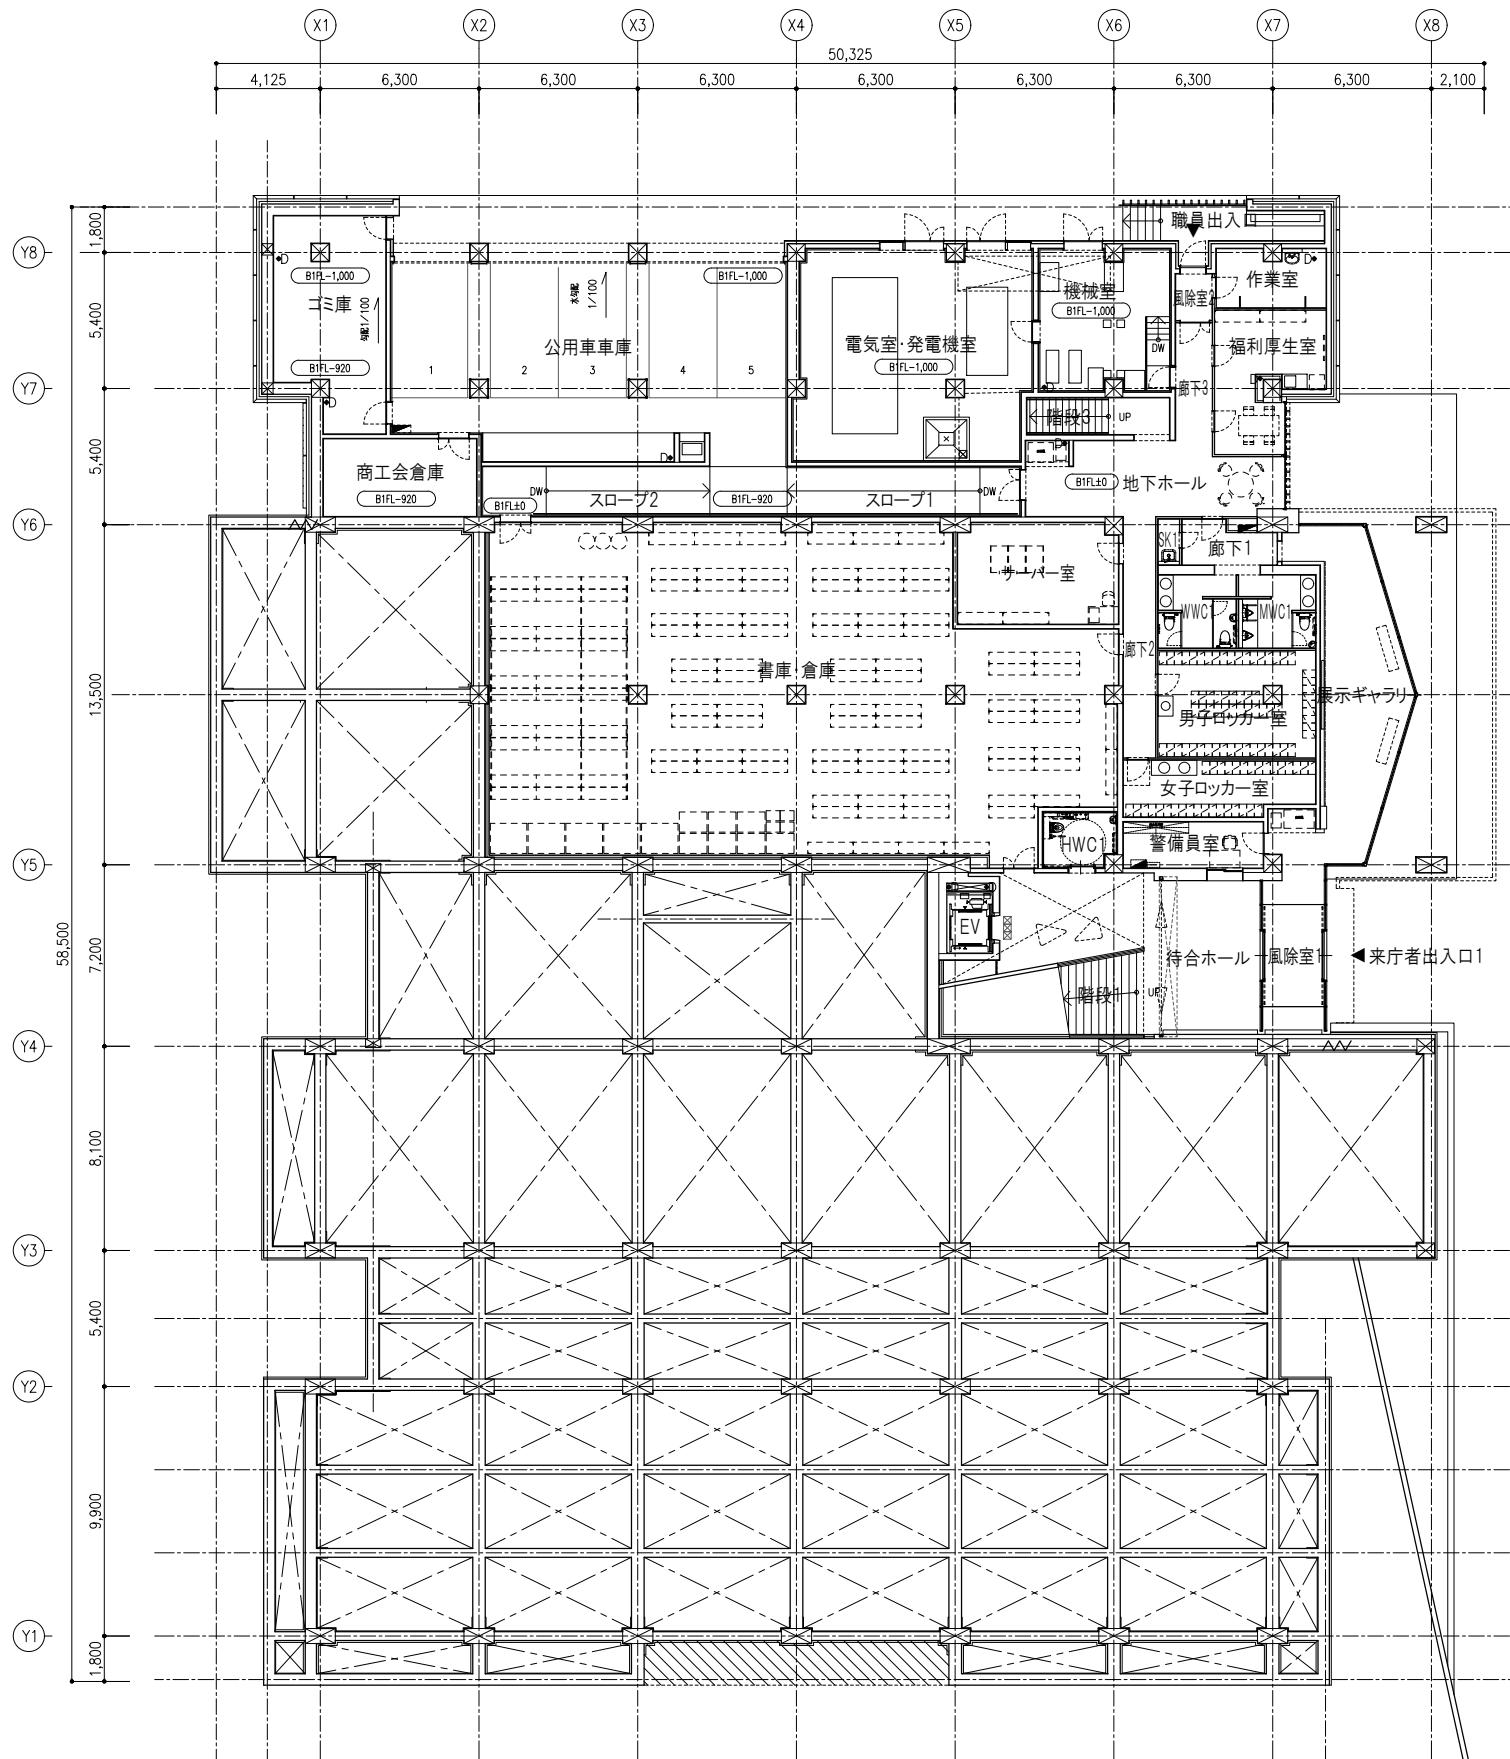 X1 X2 X3 X4 X5 X6 X7 X8
50,325
4,125 6,300 6,300 6,300 6,300 6,300 6,300 6,300 2,100
1,800
職員出入口
Y8
D
B1FL-1,000
B1FL-1,000
D
作業室
ゴミ庫
勾配1/100
水勾配
1/100
機械室
B1FL-1,000
風除室2
5,400
公用車車庫
電気室・発電機室
B1FL-1,000
DW
福利厚生室
B1FL-920
1 2 3 4 5
Y7
D
D
廊下3
階段3
UP
5,400
商工会倉庫
B1FL-920
D
D
B1FL±0
地下ホール
DW
スロープ2
B1FL-920
スロープ1
DW
B1FL±0
Y6
SK1
廊下1
サーバー室
WWC1
MWC1
廊下2
書庫・倉庫
13,500
展示ギャラリー
男子ロッカー室
女子ロッカー室
HWC1
警備員室
Y5
58,500
7,200
EV
待合ホール
風除室1
来庁者出入口1
階段1
UP
Y4
8,100
Y3
5,400
Y2
9,900
Y1
1,800